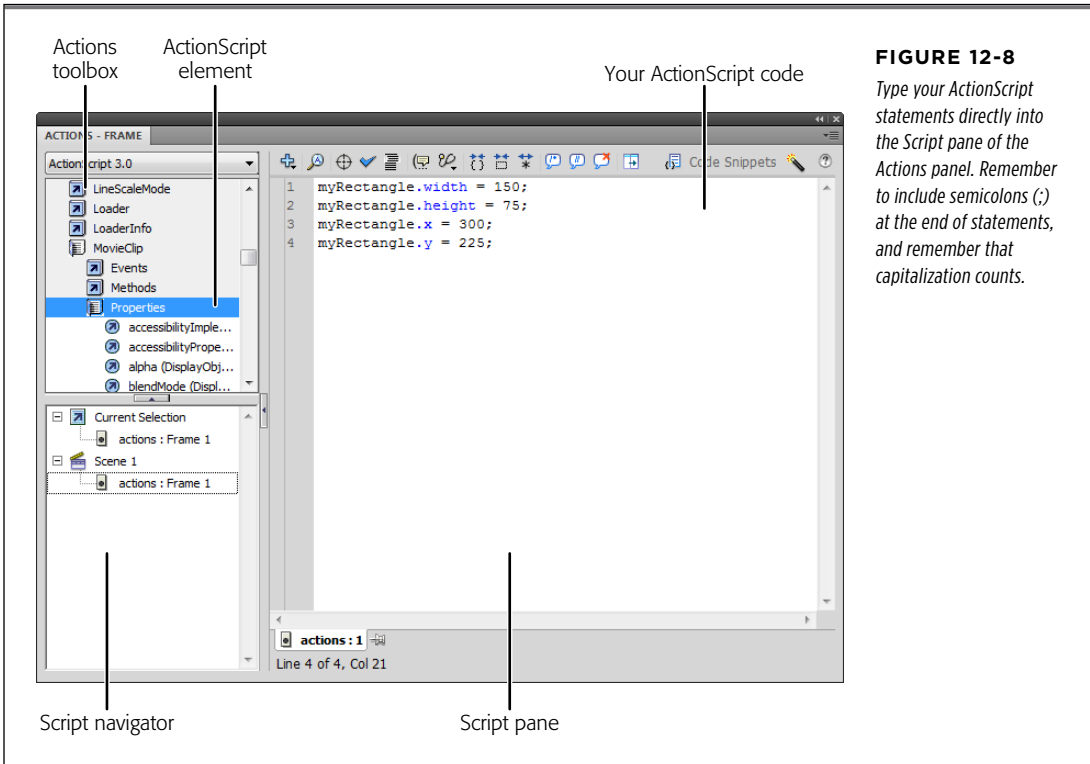 Actions
toolbox
ActionScript
element
Your ActionScript code
FIGURE 12-8
Type your ActionScript
statements directly into
the Script pane of the
Actions panel. Remember
to include semicolons (;)
at the end of statements,
and remember that
capitalization counts.
ACTIONS - FRAME
ActionScript 3.0
Code Snippets
LineScaleMode
Loader
LoaderInfo
MovieClip
Events
Methods
Properties
accessibilityImple...
accessibilityPrope...
alpha (DisplayObj...
blendMode (Displ...
1 myRectangle.width = 150;
2 myRectangle.height = 75;
3 myRectangle.x = 300;
4 myRectangle.y = 225;
Current Selection
actions : Frame 1
Scene 1
actions : Frame 1
actions : 1
Line 4 of 4, Col 21
Script navigator
Script pane